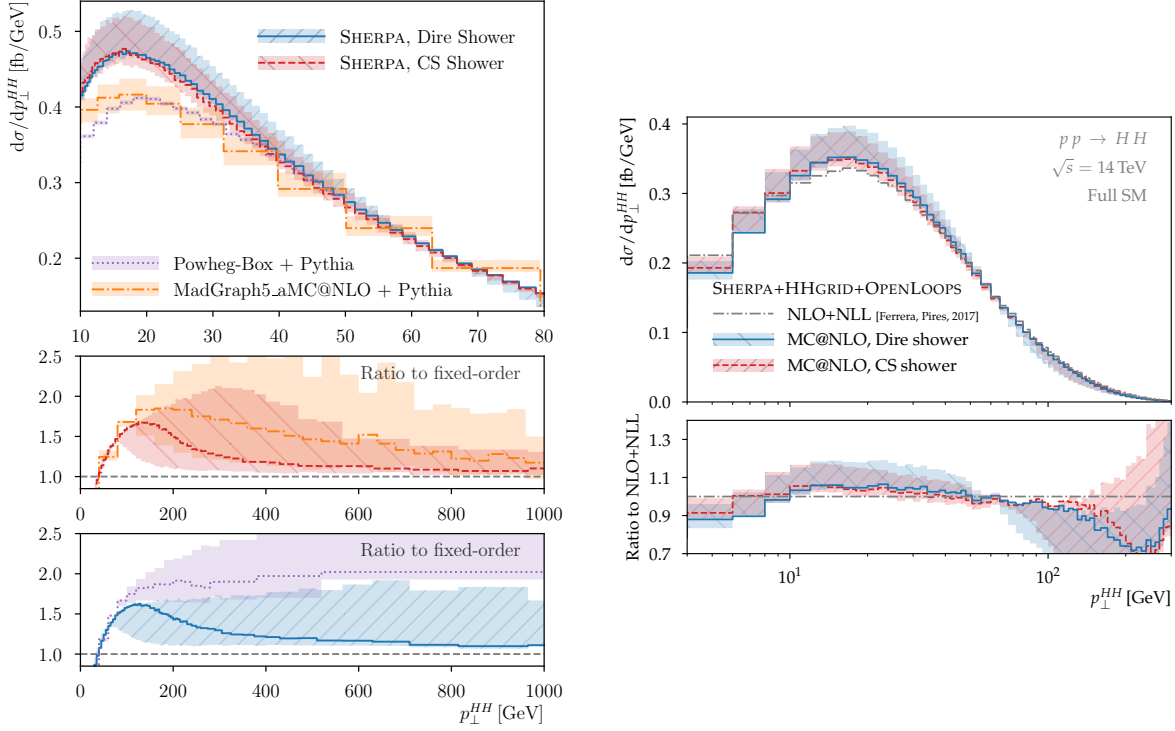 dσ/dp⊥^HH [fb/GeV]
0.5
0.4
0.3
0.2
SHERPA, Dire Shower
SHERPA, CS Shower
Powheg-Box + Pythia
MadGraph5_aMC@NLO + Pythia
10 20 30 40 50 60 70 80
2.5
2.0
1.5
1.0
Ratio to fixed-order
0 200 400 600 800 1000
2.5
2.0
1.5
1.0
Ratio to fixed-order
0 200 400 600 800 1000
p⊥^HH [GeV]
dσ/dp⊥^HH [fb/GeV]
0.4
0.3
0.2
0.1
0.0
p p → H H
√s = 14 TeV
Full SM
SHERPA+HHGRID+OPENLOOPS
NLO+NLL [Ferrera, Pires, 2017]
MC@NLO, Dire shower
MC@NLO, CS shower
Ratio to NLO+NLL
1.3
1.1
0.9
0.7
10^1 10^2
p⊥^HH [GeV]